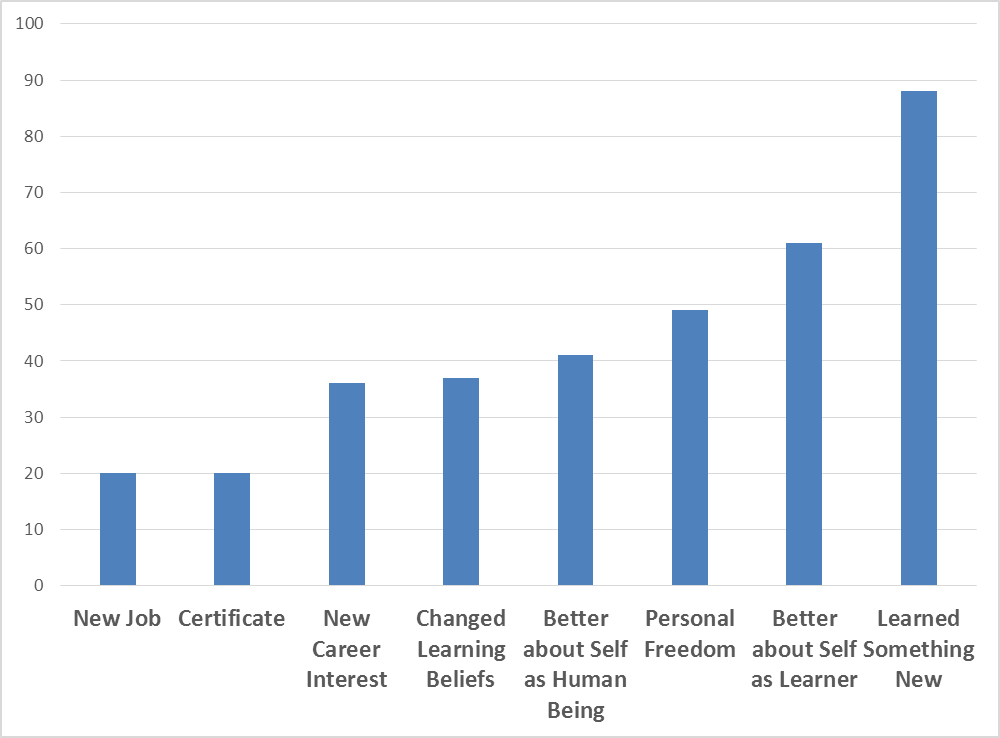 100
90
80
70
60
50
40
30
20
10
0
New Job
Certificate
New
Career
Interest
Changed
Learning
Beliefs
Better
about Self
as Human
Being
Personal
Freedom
Better
about Self
as Learner
Learned
Something
New